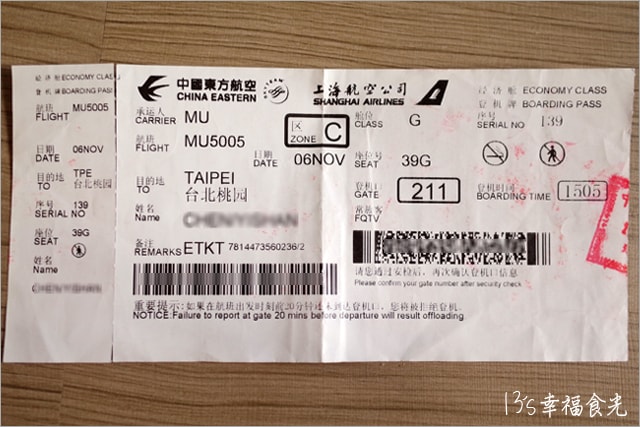 经济舱 ECONOMY CLASS
登机牌 BOARDING PASS
航班 FLIGHT MU5005
日期 DATE 06NOV
目的地 TO TPE 台北桃园
序号 SERIAL NO 139
座位 SEAT 39G
姓名 Name
中國東方航空 CHINA EASTERN
SKYTEAM
上海航空公司 SHANGHAI AIRLINES
经济舱 ECONOMY CLASS
登机牌 BOARDING PASS
承运人 CARRIER MU
区 ZONE C
舱位 CLASS G
序号 SERIAL NO 139
航班 FLIGHT MU5005
日期 DATE 06NOV
座位号 SEAT 39G
目的地 TO TAIPEI 台北桃园
登机口 GATE 211
登机时间 BOARDING TIME 1505
姓名 Name
常旅客 FQTV
备注 REMARKS ETKT 7814473560236/2
请您通过安检后，再次确认登机口信息
Please confirm your gate number after security check
重要提示:如果在航班出发时刻前20分钟还未到达登机口，您将被拒绝登机。
NOTICE:Failure to report at gate 20 mins before departure will result offloading.
13's幸福食光